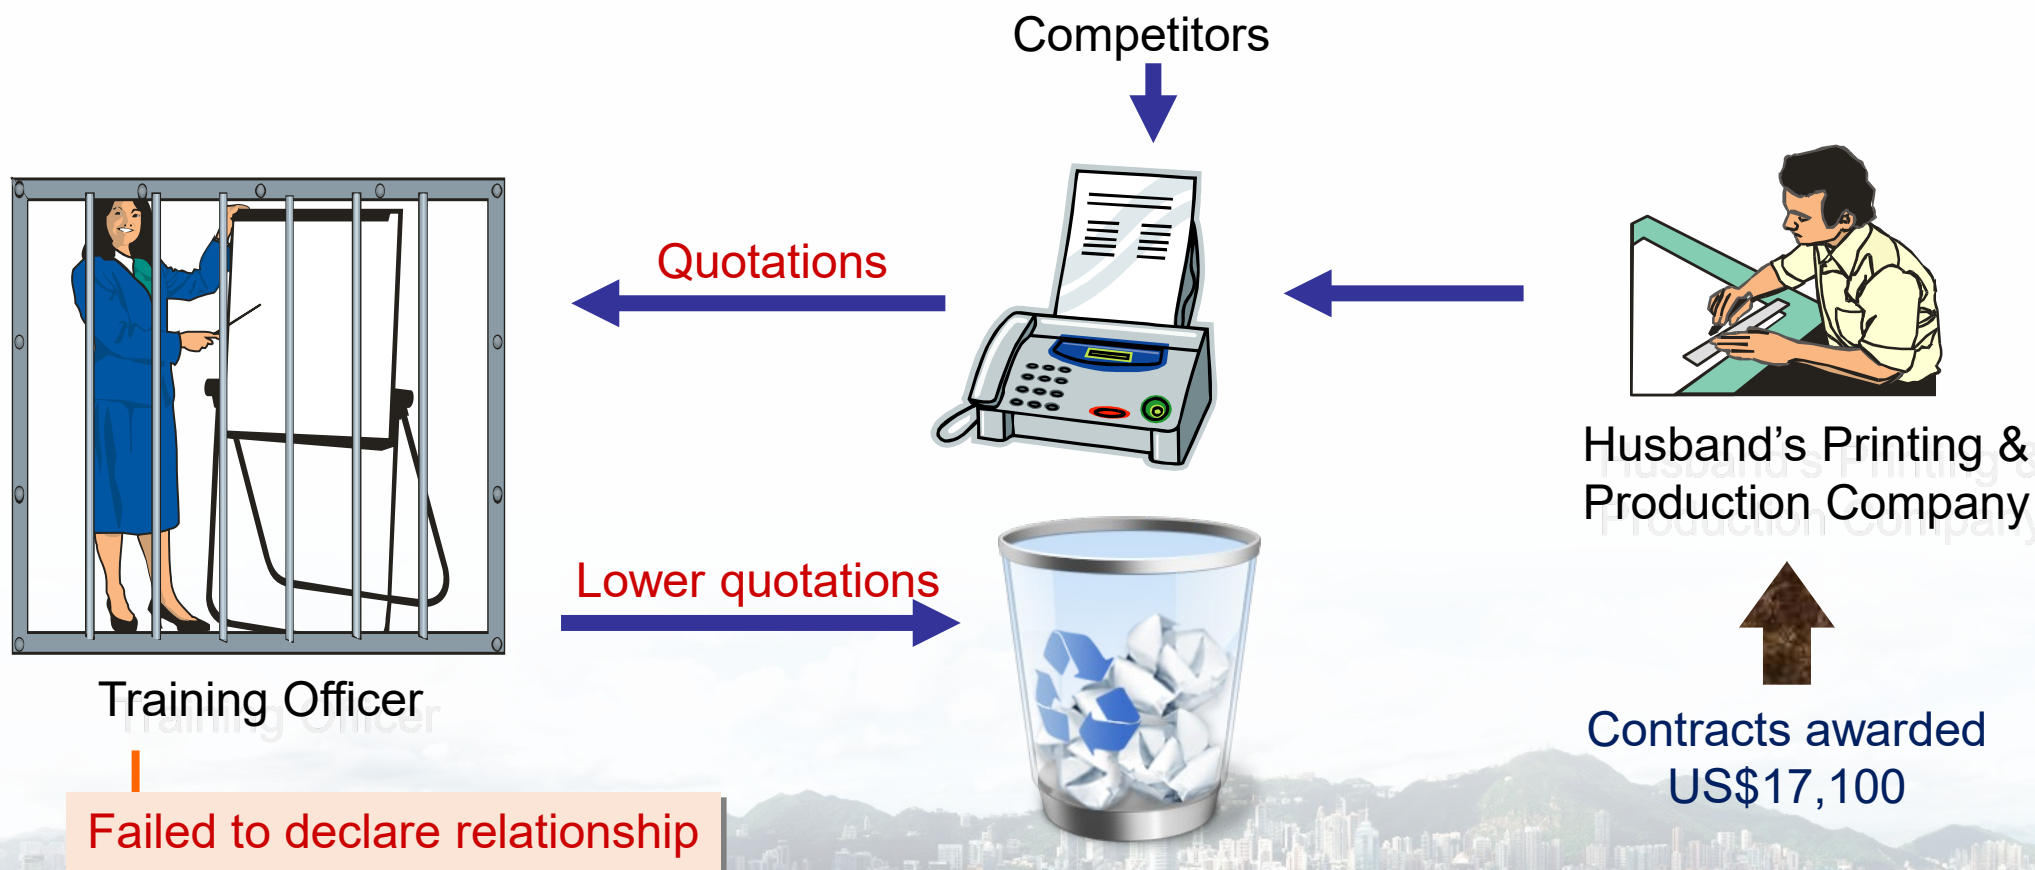 Competitors
Quotations
Husband’s Printing &
Production Company
Lower quotations
Training Officer
Contracts awarded
US$17,100
Failed to declare relationship